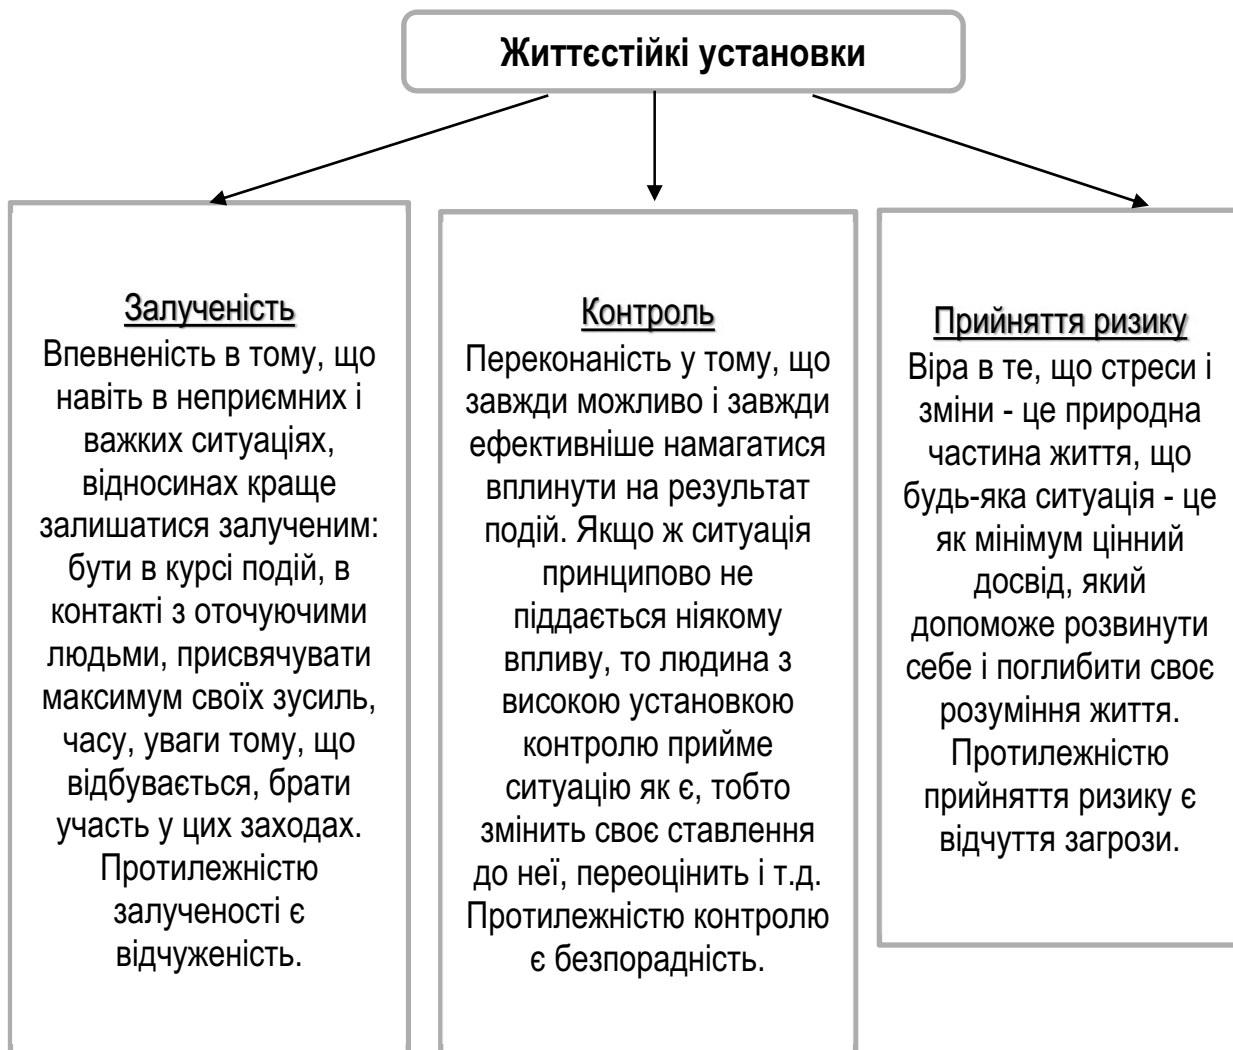 Життєстійкі установки
Залученість
Впевненість в тому, що
навіть в неприємних і
важких ситуаціях,
відносинах краще
залишатися залученим:
бути в курсі подій, в
контакті з оточуючими
людьми, присвячувати
максимум своїх зусиль,
часу, уваги тому, що
відбувається, брати
участь у цих заходах.
Протилежністю
залученості є
відчуженість.
Контроль
Переконаність у тому, що
завжди можливо і завжди
ефективніше намагатися
вплинути на результат
подій. Якщо ж ситуація
принципово не
піддається ніякому
впливу, то людина з
високою установкою
контролю прийме
ситуацію як є, тобто
змінить своє ставлення
до неї, переоцінить і т.д.
Протилежністю контролю
є безпорадність.
Прийняття ризику
Віра в те, що стреси і
зміни - це природна
частина життя, що
будь-яка ситуація - це
як мінімум цінний
досвід, який
допоможе розвинути
себе і поглибити своє
розуміння життя.
Протилежністю
прийняття ризику є
відчуття загрози.